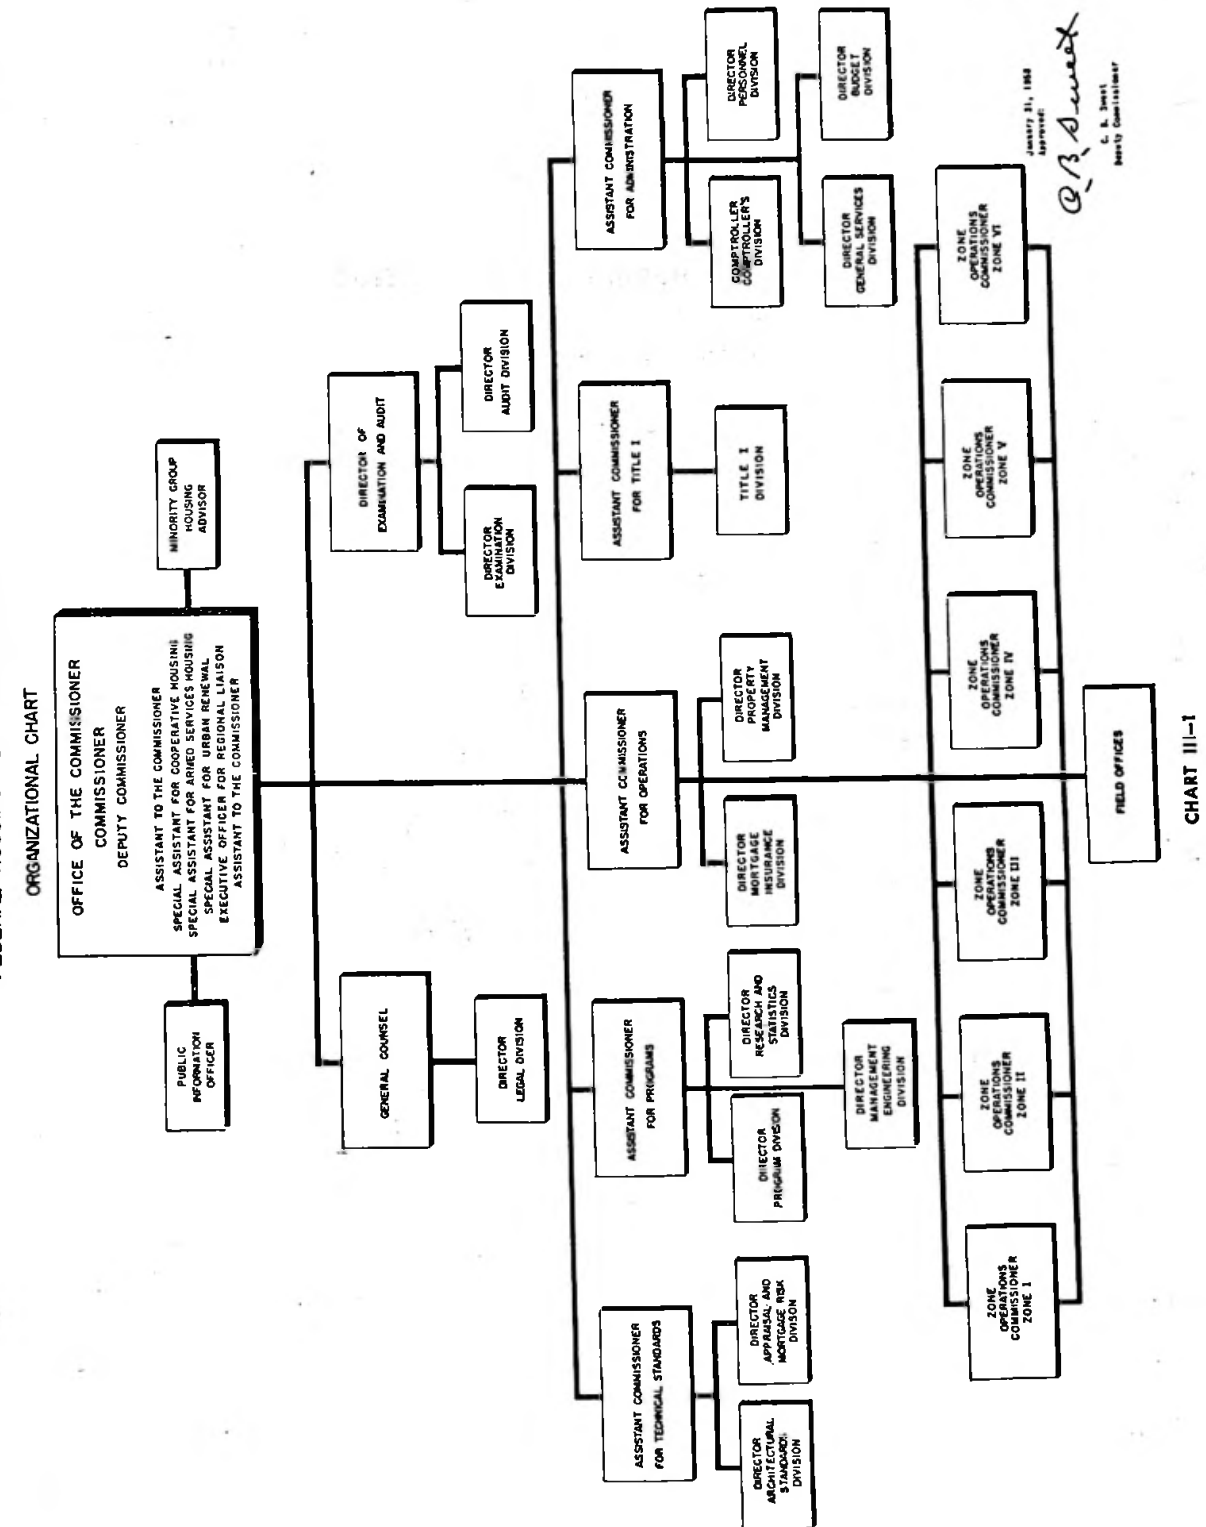 ORGANIZATIONAL CHART
OFFICE OF THE COMMISSIONER
COMMISSIONER
DEPUTY COMMISSIONER
ASSISTANT TO THE COMMISSIONER
SPECIAL ASSISTANT FOR COOPERATIVE HOUSING
SPECIAL ASSISTANT FOR ARMED SERVICES HOUSING
SPECIAL ASSISTANT FOR URBAN RENEWAL
EXECUTIVE OFFICER FOR REGIONAL LIAISON
ASSISTANT TO THE COMMISSIONER
PUBLIC
INFORMATION
OFFICER
MINORITY GROUP
HOUSING
ADVISOR
GENERAL COUNSEL
DIRECTOR
LEGAL DIVISION
DIRECTOR OF
EXAMINATION AND AUDIT
DIRECTOR
EXAMINATION
DIVISION
DIRECTOR
AUDIT DIVISION
ASSISTANT COMMISSIONER
FOR TECHNICAL STANDARDS
DIRECTOR
ARCHITECTURAL
STANDARDS
DIVISION
DIRECTOR
APPRAISAL AND
MORTGAGE RISK
DIVISON
ASSISTANT COMMISSIONER
FOR PROGRAMS
DIRECTOR
PROGRAM DIVISION
DIRECTOR
RESEARCH AND
STATISTICS
DIVISION
DIRECTOR
MANAGEMENT
ENGINEERING
DIVISION
ASSISTANT COMMISSIONER
FOR OPERATIONS
DIRECTOR
MORTGAGE
INSURANCE
DIVISION
DIRECTOR
PROPERTY
MANAGEMENT
DIVISION
ASSISTANT COMMISSIONER
FOR TITLE I
TITLE I
DIVISION
ASSISTANT COMMISSIONER
FOR ADMINISTRATION
COMPTROLLER
COMPTROLLER'S
DIVISION
DIRECTOR
PERSONNEL
DIVISION
DIRECTOR
GENERAL SERVICES
DIVISION
DIRECTOR
BUDGET
DIVISION
ZONE
OPERATIONS
COMMISSIONER
ZONE I
ZONE
OPERATIONS
COMMISSIONER
ZONE II
ZONE
OPERATIONS
COMMISSIONER
ZONE III
ZONE
OPERATIONS
COMMISSIONER
ZONE IV
ZONE
OPERATIONS
COMMISSIONER
ZONE V
ZONE
OPERATIONS
COMMISSIONER
ZONE VI
FIELD OFFICES
January 31,
Approved:
C B Sweet
C. B. Sweet
Deputy Commissioner
CHART III-I